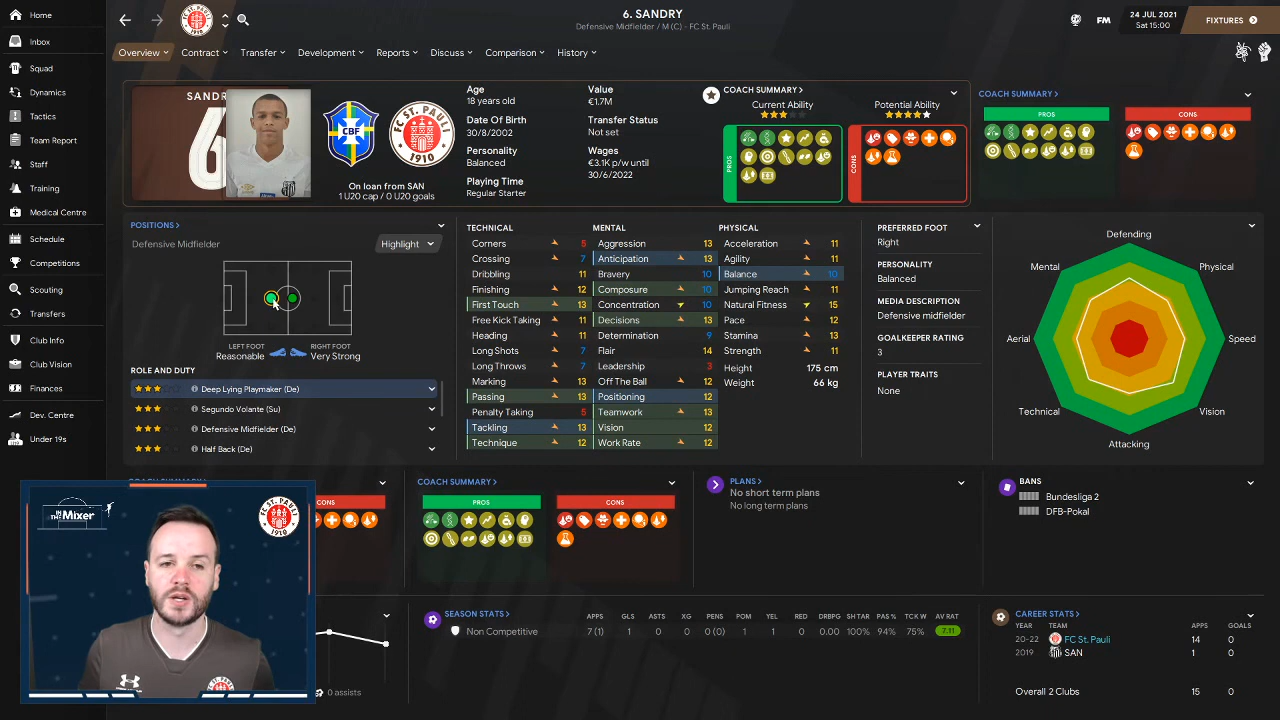 Home
Inbox
Squad
Dynamics
Tactics
Team Report
Staff
Training
Medical Centre
Schedule
Competitions
Scouting
Transfers
Club Info
Club Vision
Finances
Dev. Centre
Under 19s
6. SANDRY
Defensive Midfielder / M (C) - FC St. Pauli
FM
24 JUL 2021
Sat 15:00
FIXTURES
Overview
Contract
Transfer
Development
Reports
Discuss
Comparison
History
SANDRY
6
CBF
FC ST. PAULI
1910
On loan from SAN
1 U20 cap / 0 U20 goals
Age
18 years old
Date Of Birth
30/8/2002
Personality
Balanced
Playing Time
Regular Starter
Value
€1.7M
Transfer Status
Not set
Wages
€3.1K p/w until
30/6/2022
COACH SUMMARY >
Current Ability
Potential Ability
PROS
CONS
COACH SUMMARY >
PROS
CONS
POSITIONS >
Defensive Midfielder
Highlight
LEFT FOOT
Reasonable
RIGHT FOOT
Very Strong
ROLE AND DUTY
Deep Lying Playmaker (De)
Segundo Volante (Su)
Defensive Midfielder (De)
Half Back (De)
TECHNICAL
Corners 5
Crossing 7
Dribbling 11
Finishing 12
First Touch 13
Free Kick Taking 11
Heading 11
Long Shots 7
Long Throws 7
Marking 13
Passing 13
Penalty Taking 5
Tackling 13
Technique 12
MENTAL
Aggression 13
Anticipation 13
Bravery 10
Composure 13
Concentration 10
Decisions 13
Determination 9
Flair 14
Leadership 3
Off The Ball 12
Positioning 12
Teamwork 13
Vision 12
Work Rate 12
PHYSICAL
Acceleration 11
Agility 11
Balance 10
Jumping Reach 11
Natural Fitness 15
Pace 12
Stamina 13
Strength 11
Height 175 cm
Weight 66 kg
PREFERRED FOOT
Right
PERSONALITY
Balanced
MEDIA DESCRIPTION
Defensive midfielder
GOALKEEPER RATING
3
PLAYER TRAITS
None
Defending
Physical
Speed
Vision
Attacking
Technical
Aerial
Mental
CONS
COACH SUMMARY >
PROS
CONS
PLANS >
No short term plans
No long term plans
BANS
Bundesliga 2
DFB-Pokal
IN THE Mixer
FC ST. PAULI
1910
0 assists
SEASON STATS > APPS GLS ASTS XG PENS POM YEL RED DRBPG SH TAR PAS % TCK W AV RAT
Non Competitive 7 (1) 1 0 0 0 (0) 1 1 0 0.00 100% 94% 75% 7.11
CAREER STATS >
YEAR TEAM APPS GOALS
20-22 FC St. Pauli 14 0
2019 SAN 1 0
Overall 2 Clubs 15 0